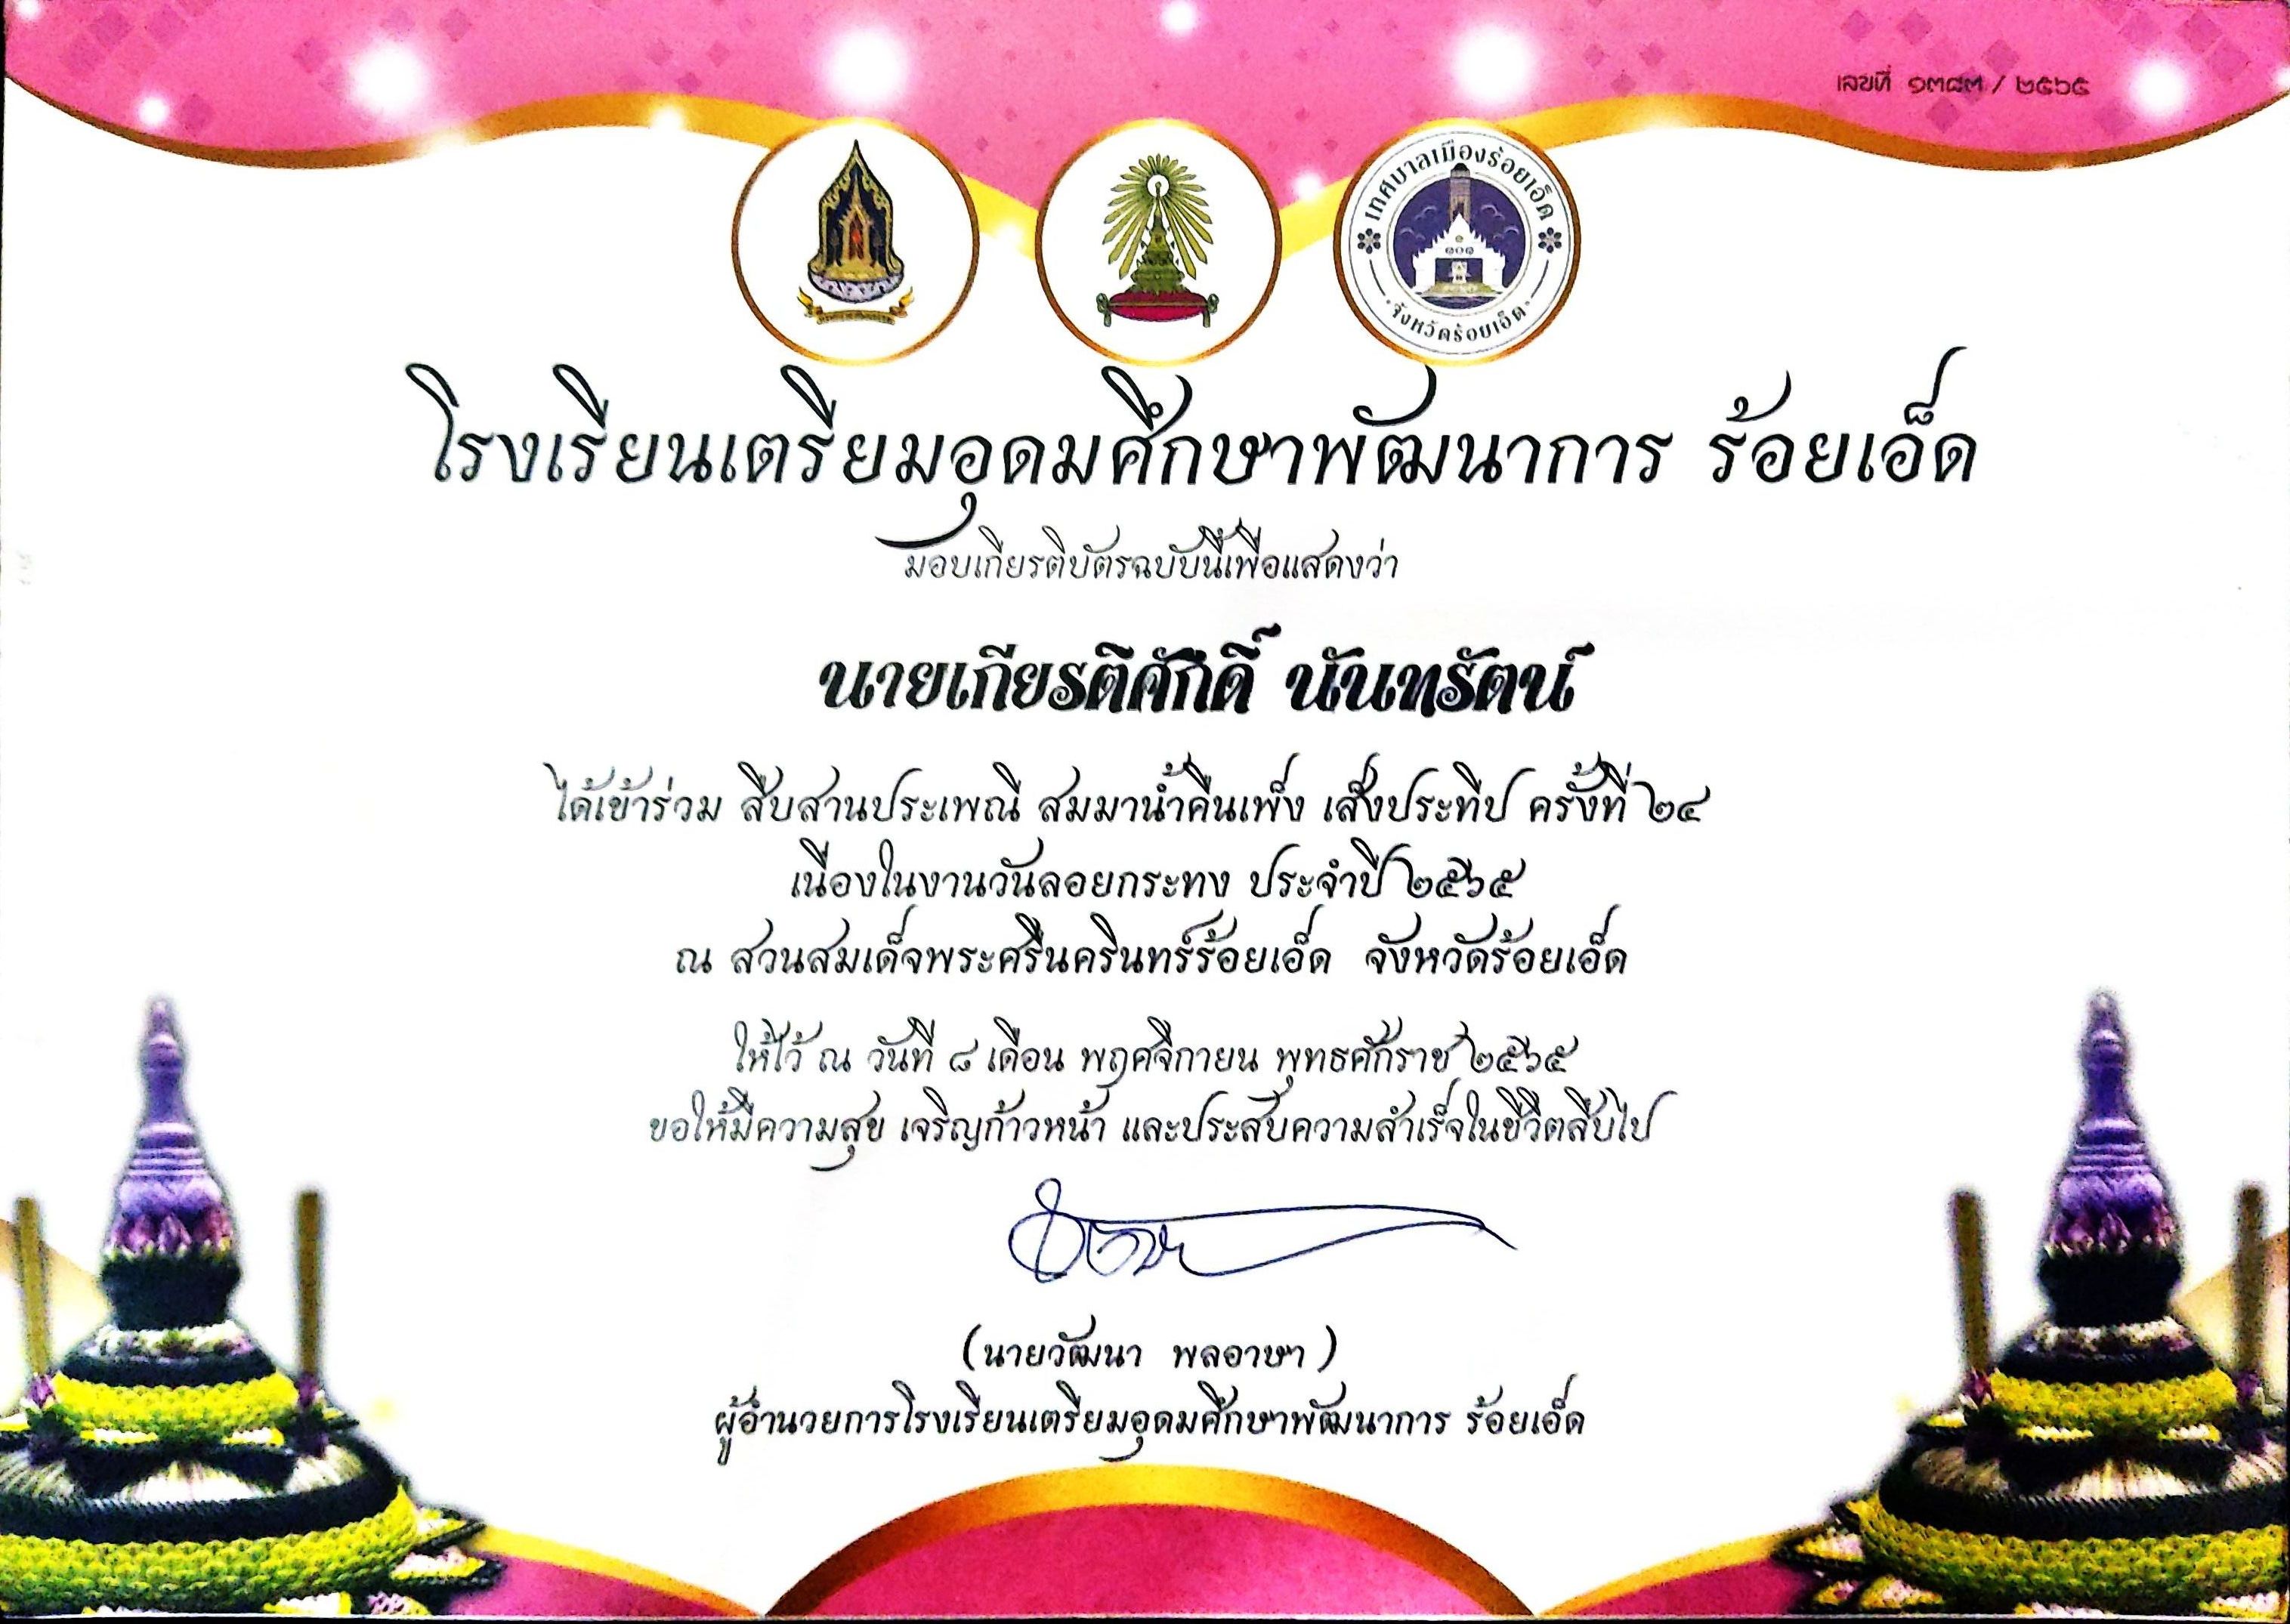 เลขที่ ๑๓๘๓ / ๒๕๖๕
เทศบาลเมืองร้อยเอ็ด
๑๐๑
จังหวัดร้อยเอ็ด
โรงเรียนเตรียมอุดมศึกษาพัฒนาการ ร้อยเอ็ด
มอบเกียรติบัตรฉบับนี้เพื่อแสดงว่า
นายเกียรติศักดิ์ นันทรัตน์
ได้เข้าร่วม สืบสานประเพณี สมมาน้ำคืนเพ็ง เส็งประทีป ครั้งที่ ๒๔
เนื่องในงานวันลอยกระทง ประจำปี ๒๕๖๕
ณ สวนสมเด็จพระศรีนครินทร์ร้อยเอ็ด จังหวัดร้อยเอ็ด
ให้ไว้ ณ วันที่ ๘ เดือน พฤศจิกายน พุทธศักราช ๒๕๖๕
ขอให้มีความสุข เจริญก้าวหน้า และประสบความสำเร็จในชีวิตสืบไป
(นายวัฒนา พลอาษา)
ผู้อำนวยการโรงเรียนเตรียมอุดมศึกษาพัฒนาการ ร้อยเอ็ด